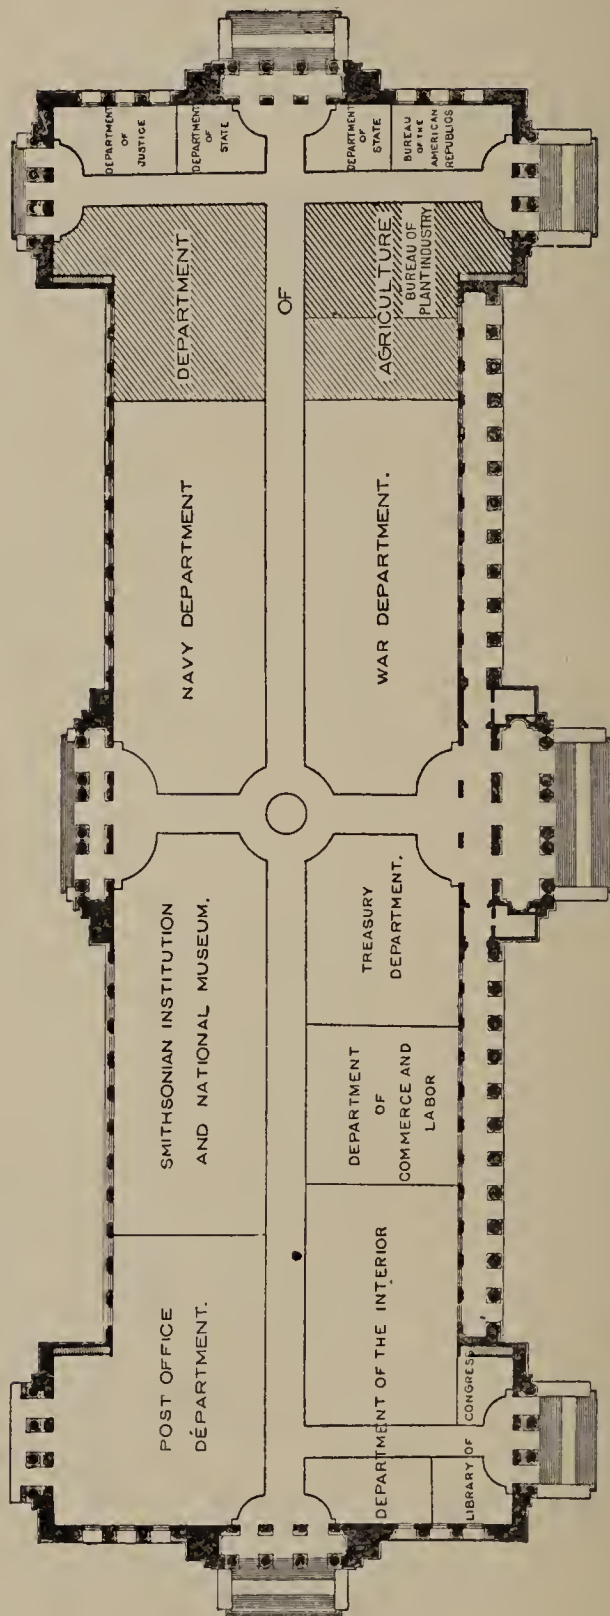 POST OFFICE
DEPARTMENT.
SMITHSONIAN INSTITUTION
AND NATIONAL MUSEUM.
NAVY DEPARTMENT
DEPARTMENT
OF
AGRICULTURE
BUREAU OF
PLANT INDUSTRY
DEPARTMENT
OF
JUSTICE
DEPARTMENT
OF
STATE
DEPARTMENT
OF
STATE
BUREAU
OF THE
AMERICAN
REPUBLICS
DEPARTMENT OF THE INTERIOR
LIBRARY OF CONGRESS
DEPARTMENT
OF
COMMERCE AND
LABOR
TREASURY
DEPARTMENT.
WAR DEPARTMENT.